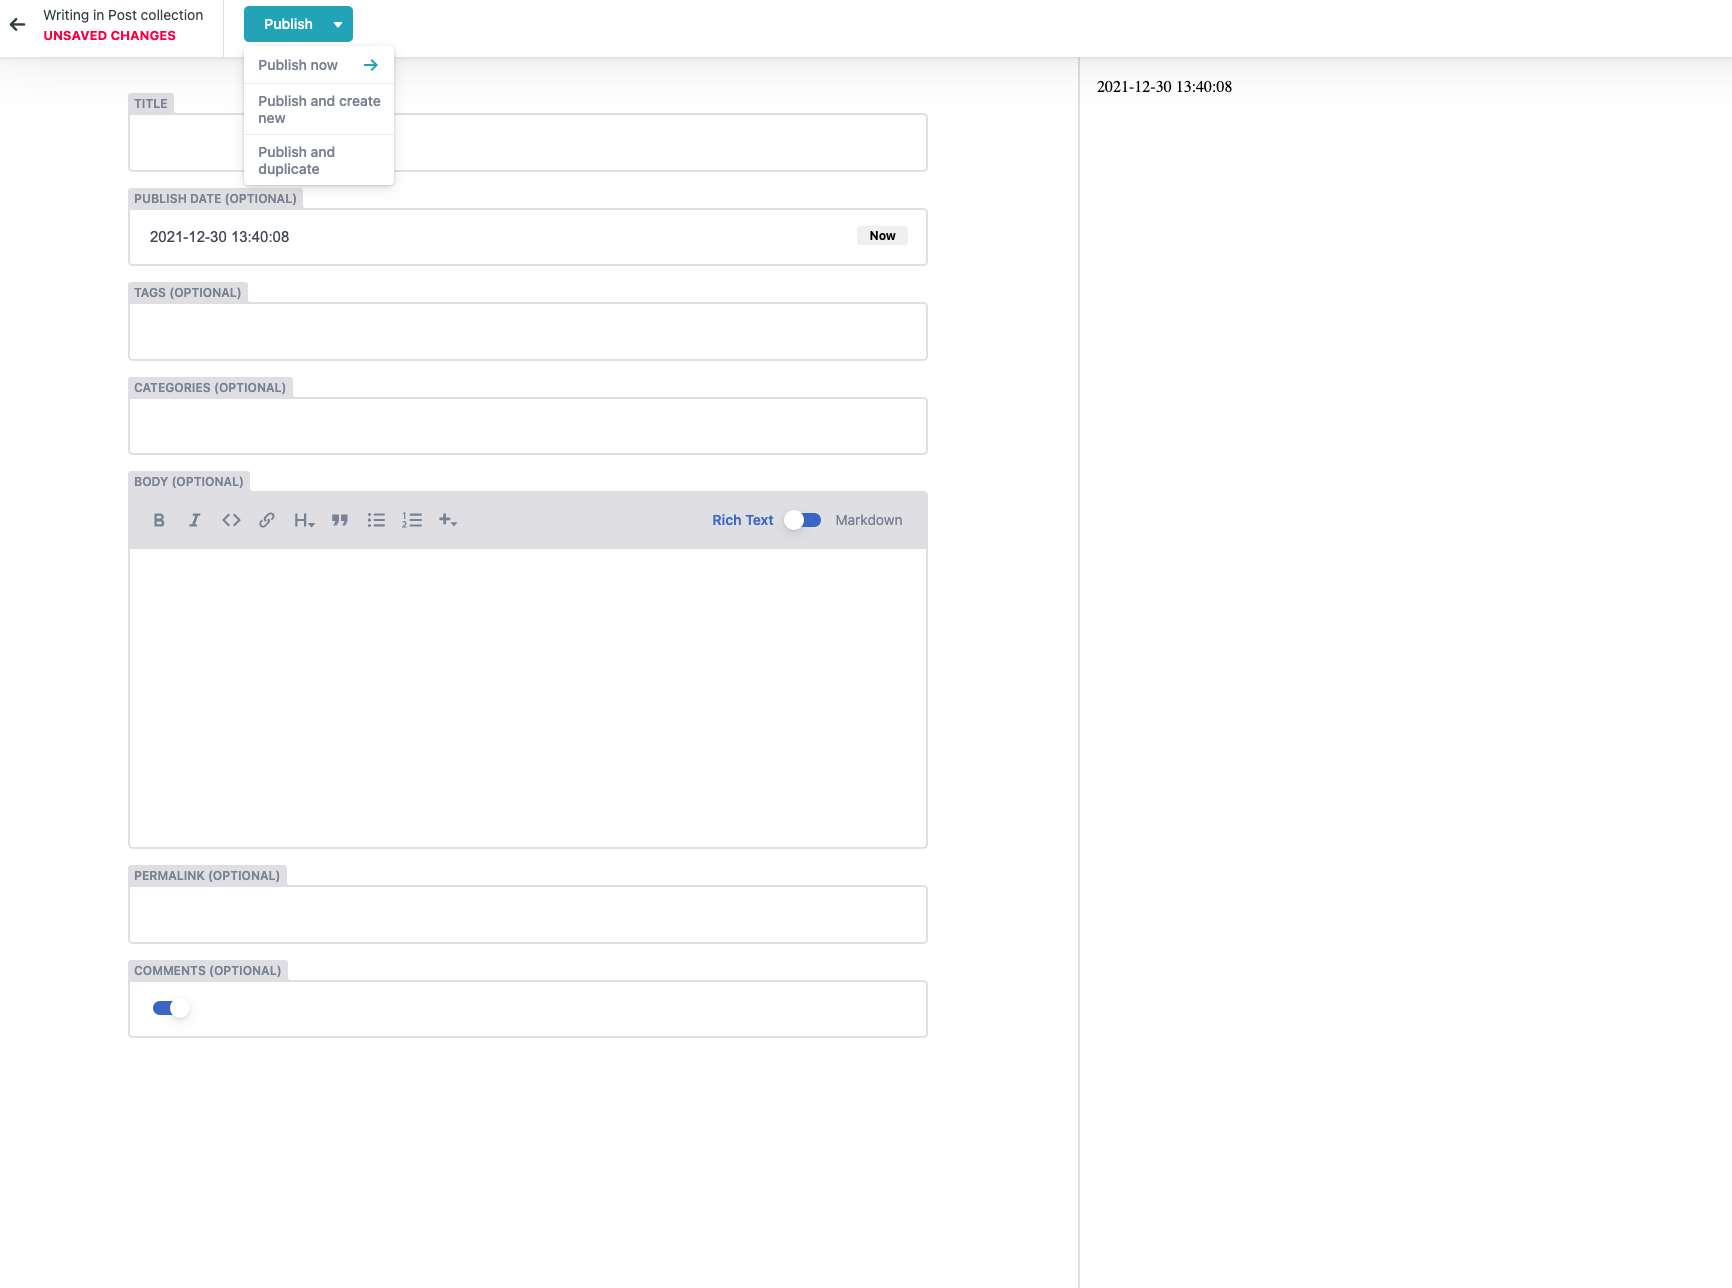 Writing in Post collection
UNSAVED CHANGES
Publish
Publish now
Publish and create
new
Publish and
duplicate
2021-12-30 13:40:08
TITLE
PUBLISH DATE (OPTIONAL)
2021-12-30 13:40:08
Now
TAGS (OPTIONAL)
CATEGORIES (OPTIONAL)
BODY (OPTIONAL)
Rich Text
Markdown
PERMALINK (OPTIONAL)
COMMENTS (OPTIONAL)